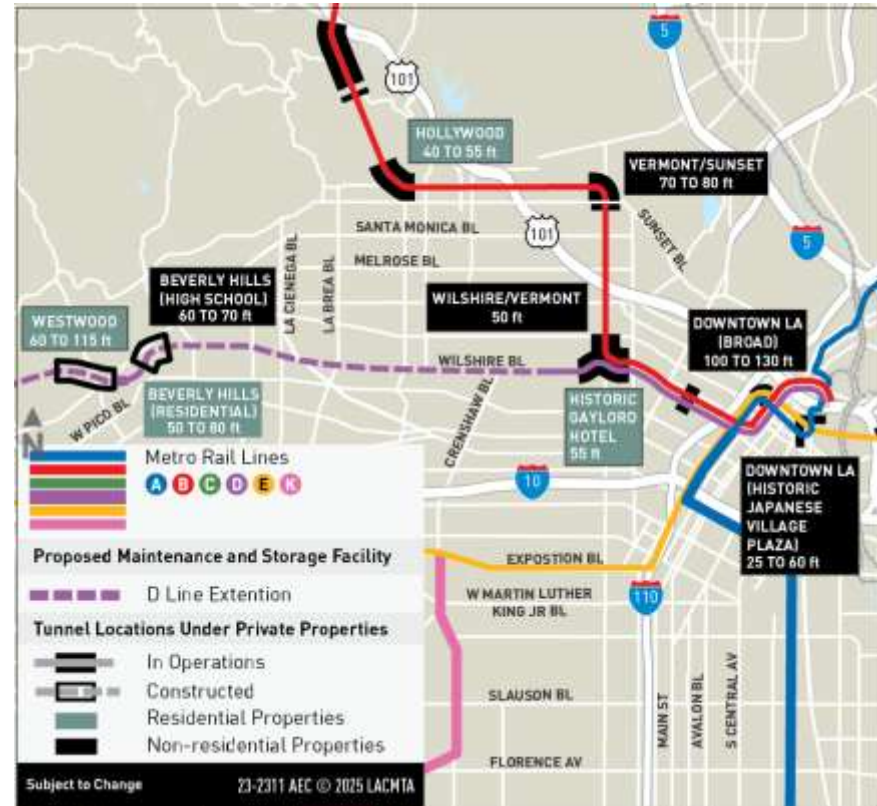 5
101
HOLLYWOOD
40 TO 55 ft
VERMONT/SUNSET
70 TO 80 ft
SANTA MONICA BL
101
SUNSET BL
5
MELROSE BL
LA CIENEGA BL
LA BREA BL
BEVERLY HILLS
(HIGH SCHOOL)
60 TO 70 ft
WILSHIRE/VERMONT
50 ft
WESTWOOD
60 TO 115 ft
DOWNTOWN LA
(BROAD)
100 TO 130 ft
WILSHIRE BL
BEVERLY HILLS
(RESIDENTIAL)
50 TO 80 ft
W PICO BL
CRENSHAW BL
HISTORIC
GAYLORD
HOTEL
55 ft
N
Metro Rail Lines
A B C D E K
10
DOWNTOWN LA
(HISTORIC
JAPANESE
VILLAGE
PLAZA)
25 TO 60 ft
Proposed Maintenance and Storage Facility
EXPOSTION BL
D Line Extention
W MARTIN LUTHER
KING JR BL
110
Tunnel Locations Under Private Properties
In Operations
Constructed
Residential Properties
Non-residential Properties
SLAUSON BL
MAIN ST
AVALON BL
S CENTRAL AV
FLORENCE AV
Subject to Change
23-2311 AEC © 2025 LACMTA